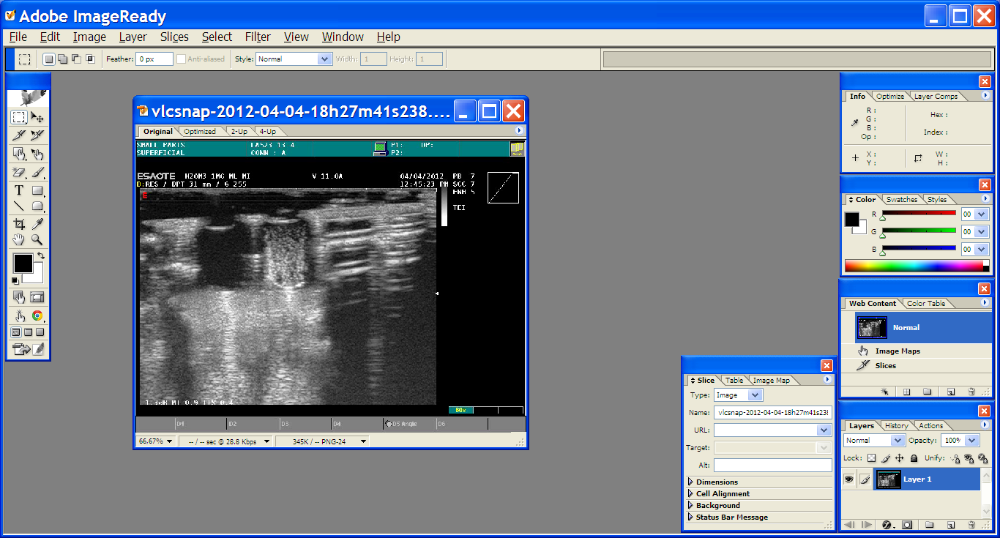 Adobe ImageReady
File Edit Image Layer Slices Select Filter View Window Help
Feather: 0 px Anti-aliased Style: Normal Width: 1 Height: 1
vlcsnap-2012-04-04-18h27m41s238....
Original Optimized 2-Up 4-Up
SMALL PARTS LA523 13-4 P1: DP:
SUPERFICIAL CONN : A P2:
ESAOTE H20M3 1MG ML MI V 11.0A 04/04/2012 PB 7
D:RES / DPT 31 mm / G 255 12:45:23 PM SCC 7
ENH 5
E
TEI
MI 0.9 TIS 0.4
80s
D1 D2 D3 D4 D5 Angle D6
66,67% -- / -- sec @ 28.8 Kbps 345K / -- PNG-24
T
Info Optimize Layer Comps
R : Hex :
G :
B : Index :
Op :
X : W :
Y : H :
Color Swatches Styles
R 00
G 00
B 00
Web Content Color Table
Normal
Image Maps
Slices
Slice Table Image Map
Type: Image
Name: vlcsnap-2012-04-04-18h27m41s238
URL:
Target:
Alt:
Dimensions
Cell Alignment
Background
Status Bar Message
Layers History Actions
Normal Opacity: 100%
Lock: Unify:
Layer 1